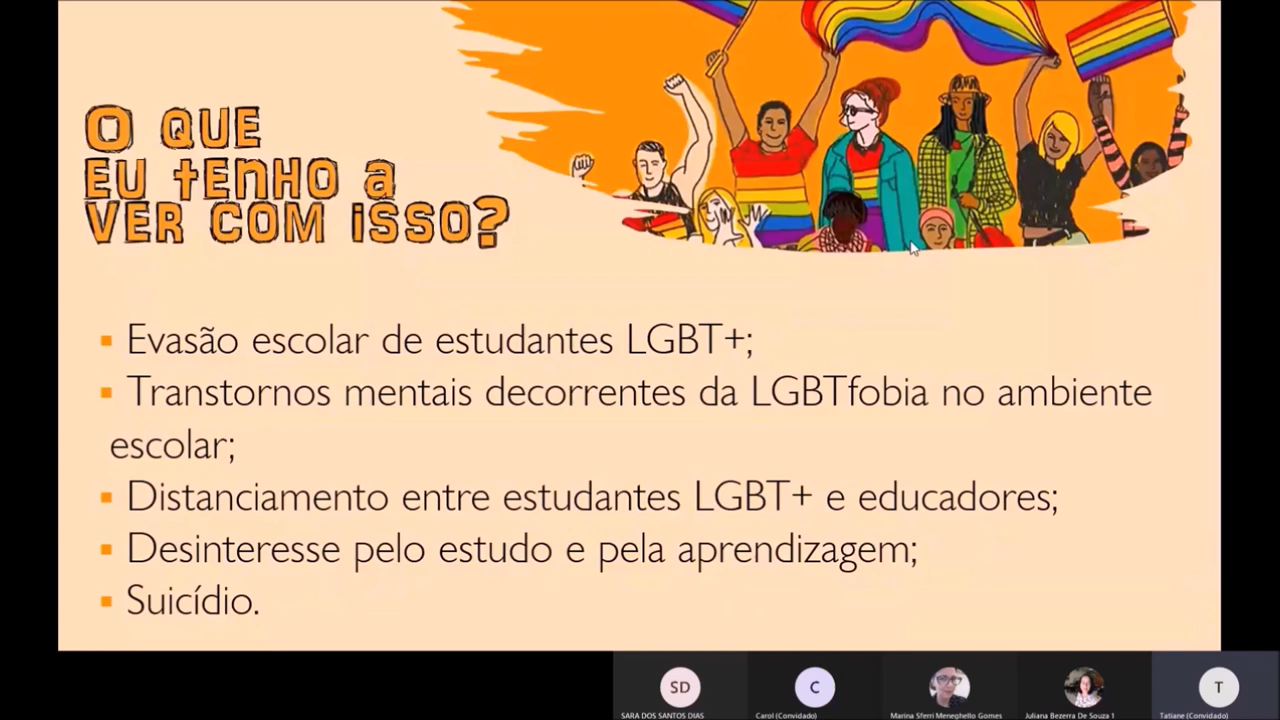 O QUE
EU tENHO a
VER COM iSSO?
▪ Evasão escolar de estudantes LGBT+;
▪ Transtornos mentais decorrentes da LGBTfobia no ambiente
escolar;
▪ Distanciamento entre estudantes LGBT+ e educadores;
▪ Desinteresse pelo estudo e pela aprendizagem;
▪ Suicídio.
SD
C
T
SARA DOS SANTOS DIAS
Carol (Convidado)
Marina Sferri Meneghello Gomes
Juliana Bezerra De Souza 1
Tatiane (Convidado)